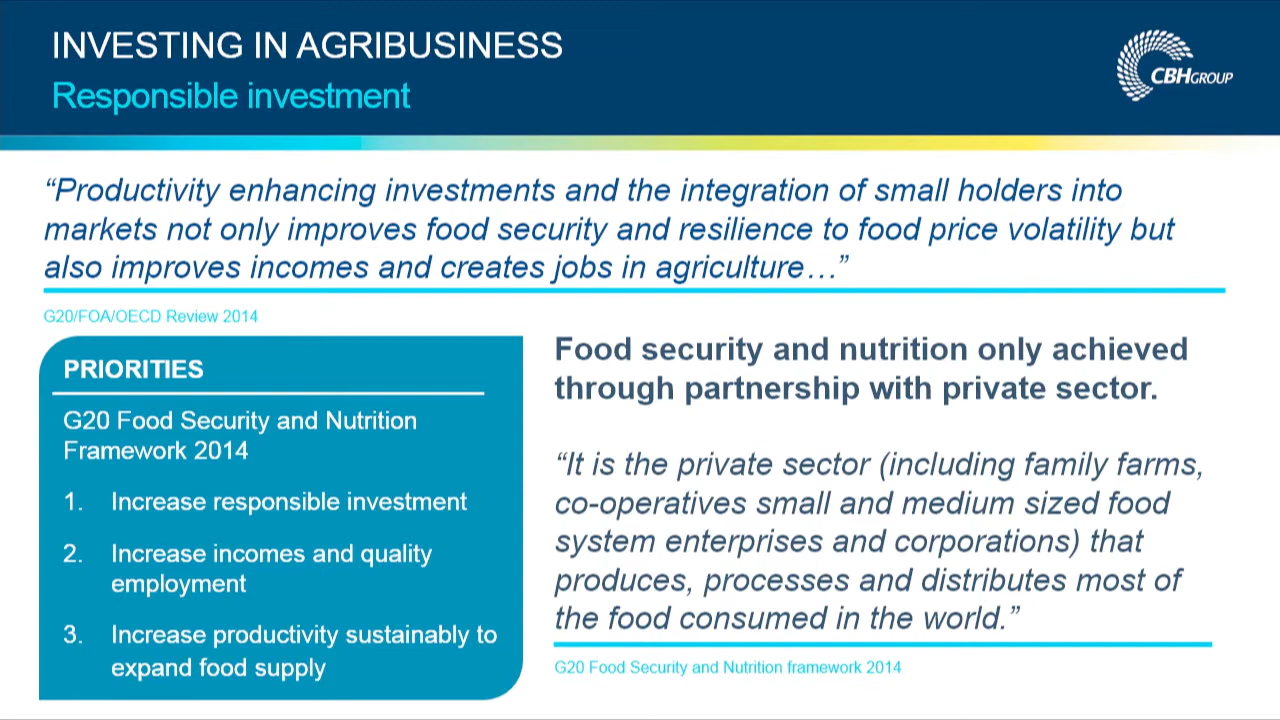 INVESTING IN AGRIBUSINESS
Responsible investment
CBHGROUP
“Productivity enhancing investments and the integration of small holders into
markets not only improves food security and resilience to food price volatility but
also improves incomes and creates jobs in agriculture…”
G20/FOA/OECD Review 2014
PRIORITIES
G20 Food Security and Nutrition
Framework 2014
1. Increase responsible investment
2. Increase incomes and quality
employment
3. Increase productivity sustainably to
expand food supply
Food security and nutrition only achieved
through partnership with private sector.
“It is the private sector (including family farms,
co-operatives small and medium sized food
system enterprises and corporations) that
produces, processes and distributes most of
the food consumed in the world.”
G20 Food Security and Nutrition framework 2014